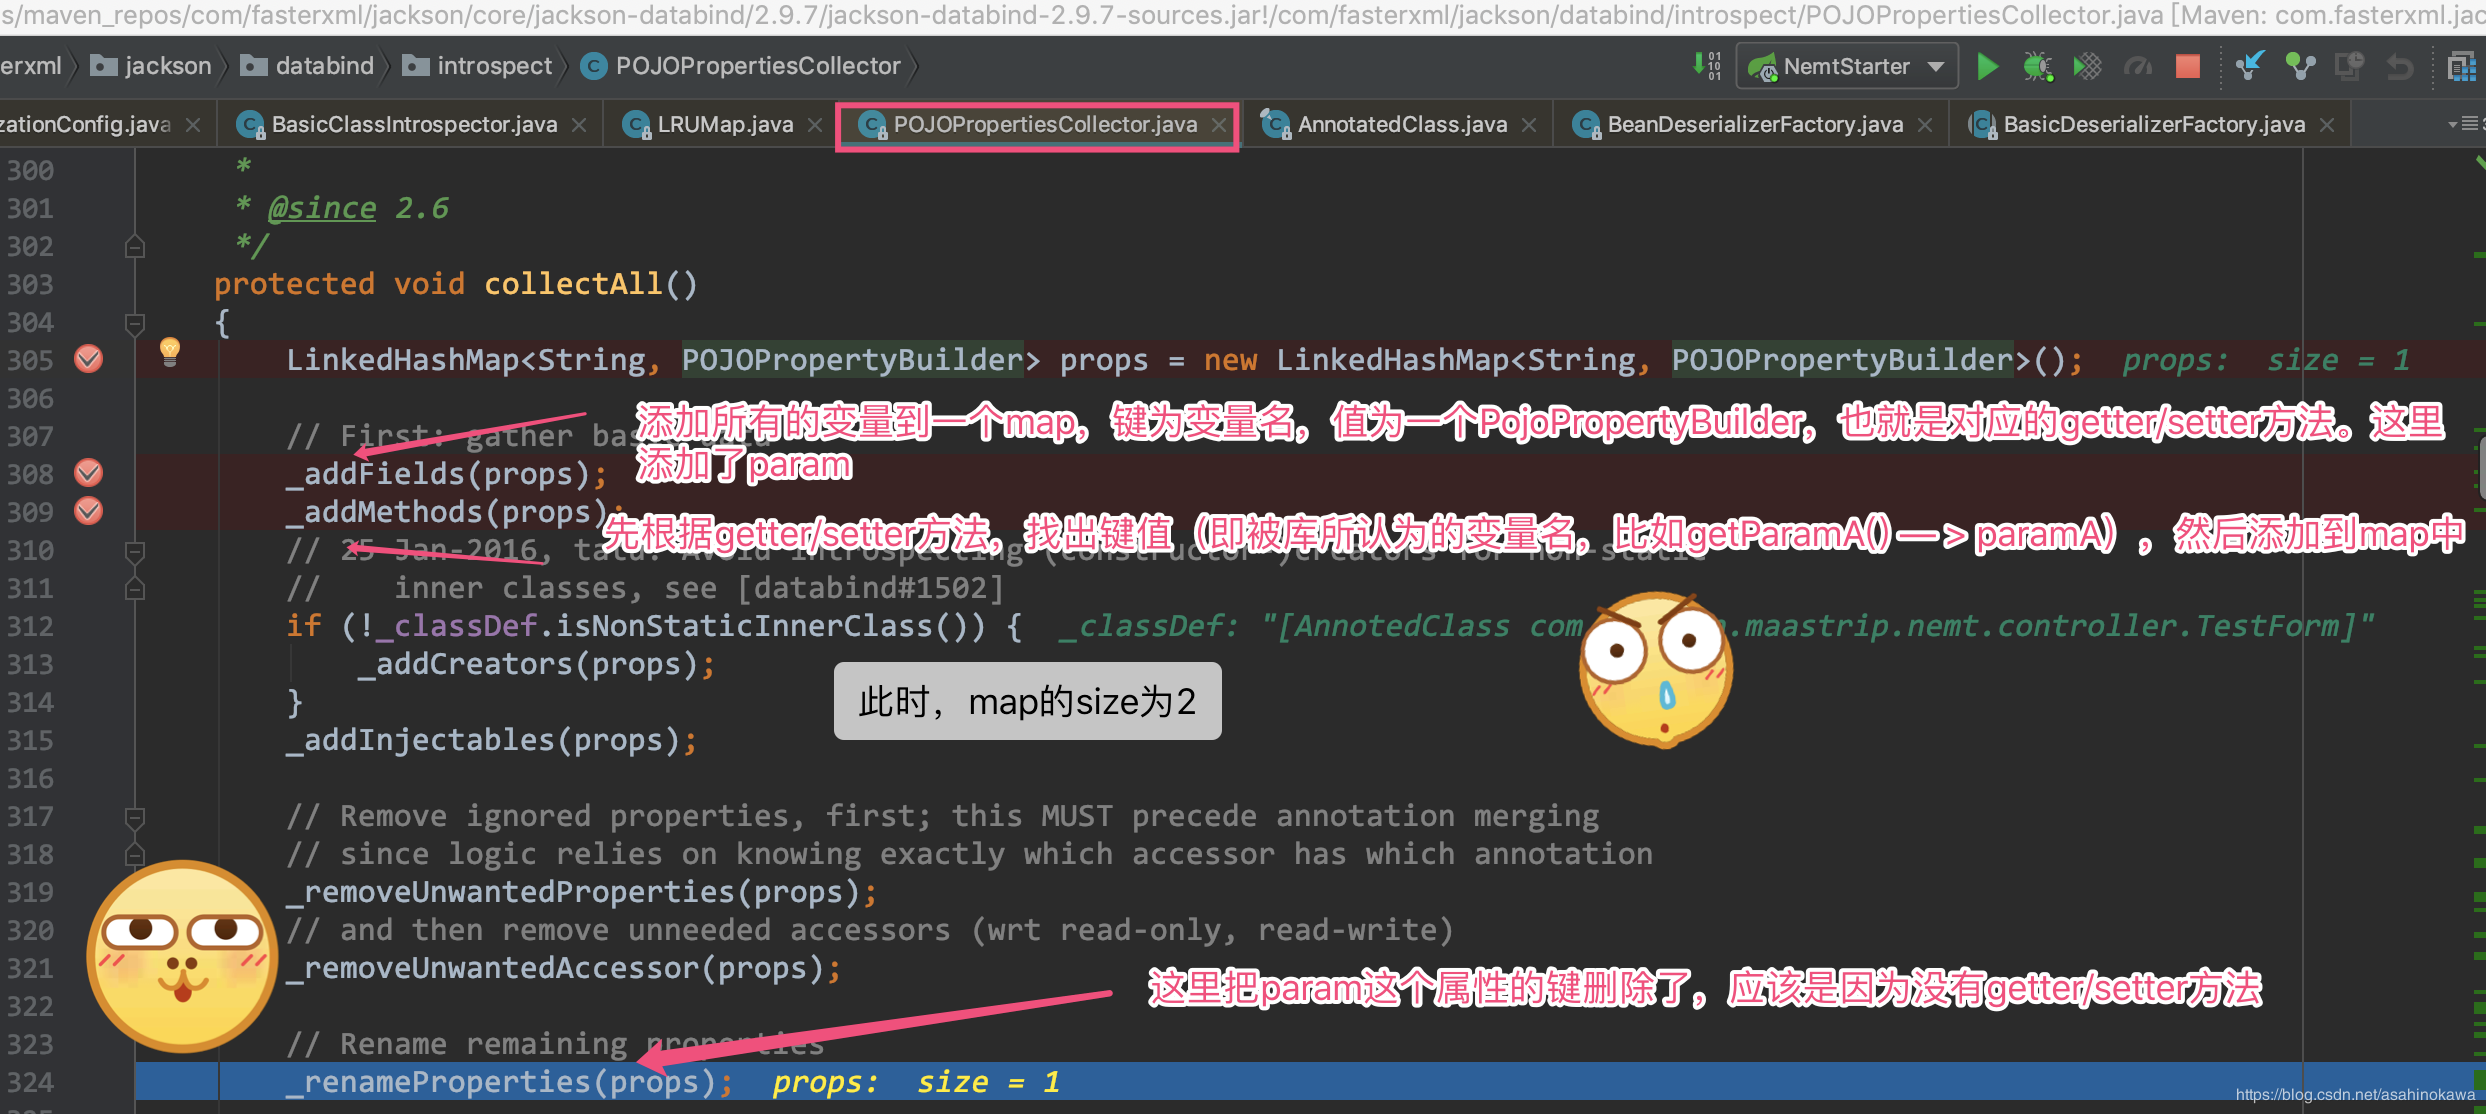 s/maven_repos/com/fasterxml/jackson/core/jackson-databind/2.9.7/jackson-databind-2.9.7-sources.jar!/com/fasterxml/jackson/databind/introspect/POJOPropertiesCollector.java [Maven: com.fasterxml.jac
erxml jackson databind introspect POJOPropertiesCollector NemtStarter
zationConfig.java BasicClassIntrospector.java LRUMap.java POJOPropertiesCollector.java AnnotatedClass.java BeanDeserializerFactory.java BasicDeserializerFactory.java
300 *
301 * @since 2.6
302 */
303 protected void collectAll()
304 {
305 LinkedHashMap<String, POJOPropertyBuilder> props = new LinkedHashMap<String, POJOPropertyBuilder>(); props: size = 1
306
添加所有的变量到一个map，键为变量名，值为一个PojoPropertyBuilder，也就是对应的getter/setter方法。这里
添加了param
307 // First: gather
308 _addFields(props);
309 _addMethods(props);
先根据getter/setter方法，找出键值（即被库所认为的变量名，比如getParamA() — > paramA），然后添加到map中
310 // 25-Jan-2016, tatu: Avoid introspecting (constructor-)creators for non-static
311 // inner classes, see [databind#1502]
312 if (!_classDef.isNonStaticInnerClass()) { _classDef: "[AnnotedClass com .maastrip.nemt.controller.TestForm]"
313 _addCreators(props);
314 }
此时，map的size为2
315 _addInjectables(props);
316
317 // Remove ignored properties, first; this MUST precede annotation merging
318 // since logic relies on knowing exactly which accessor has which annotation
319 _removeUnwantedProperties(props);
320 // and then remove unneeded accessors (wrt read-only, read-write)
321 _removeUnwantedAccessor(props);
这里把param这个属性的键删除了，应该是因为没有getter/setter方法
322
323 // Rename remaining properties
324 _renameProperties(props); props: size = 1
https://blog.csdn.net/asahinokawa